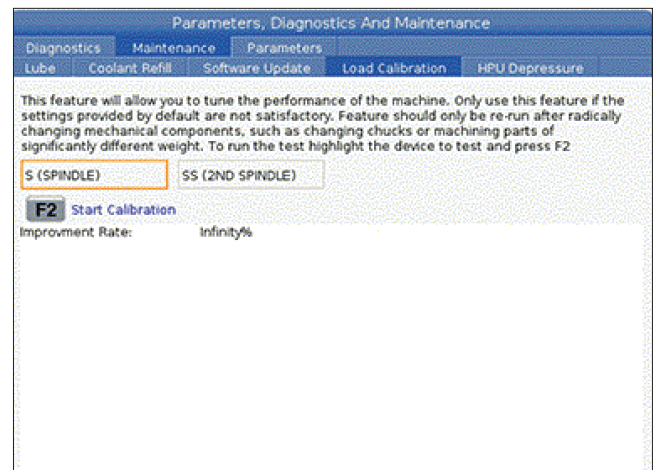 Parameters, Diagnostics And Maintenance
Diagnostics Maintenance Parameters
Lube Coolant Refill Software Update Load Calibration HPU Depressure
This feature will allow you to tune the performance of the machine. Only use this feature if the
settings provided by default are not satisfactory. Feature should only be re-run after radically
changing mechanical components, such as changing chucks or machining parts of
significantly different weight. To run the test highlight the device to test and press F2
S (SPINDLE) SS (2ND SPINDLE)
F2 Start Calibration
Improvment Rate: Infinity%